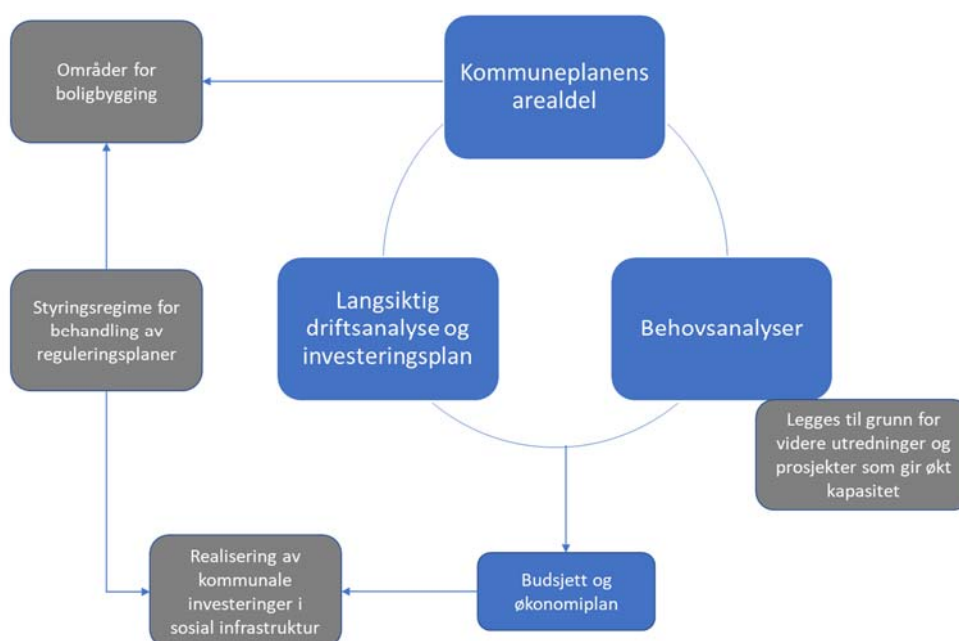 Områder for
boligbygging
Kommuneplanens
arealdel
Styringsregime for
behandling av
reguleringsplaner
Langsiktig
driftsanalyse og
investeringsplan
Behovsanalyser
Legges til grunn for
videre utredninger og
prosjekter som gir økt
kapasitet
Realisering av
kommunale
investeringer i
sosial infrastruktur
Budsjett og
økonomiplan